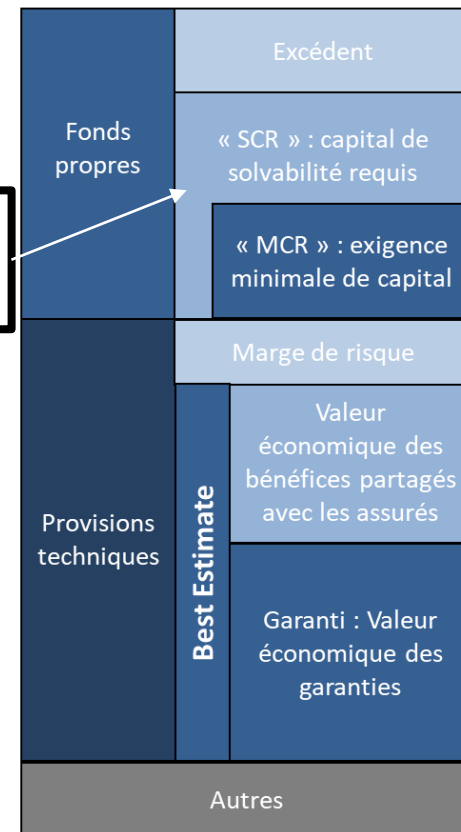 Excédent
Fonds
propres
« SCR » : capital de
solvabilité requis
« MCR » : exigence
minimale de capital
Marge de risque
Valeur
économique des
bénéfices partagés
avec les assurés
Provisions
techniques
Best Estimate
Garanti : Valeur
économique des
garanties
Autres